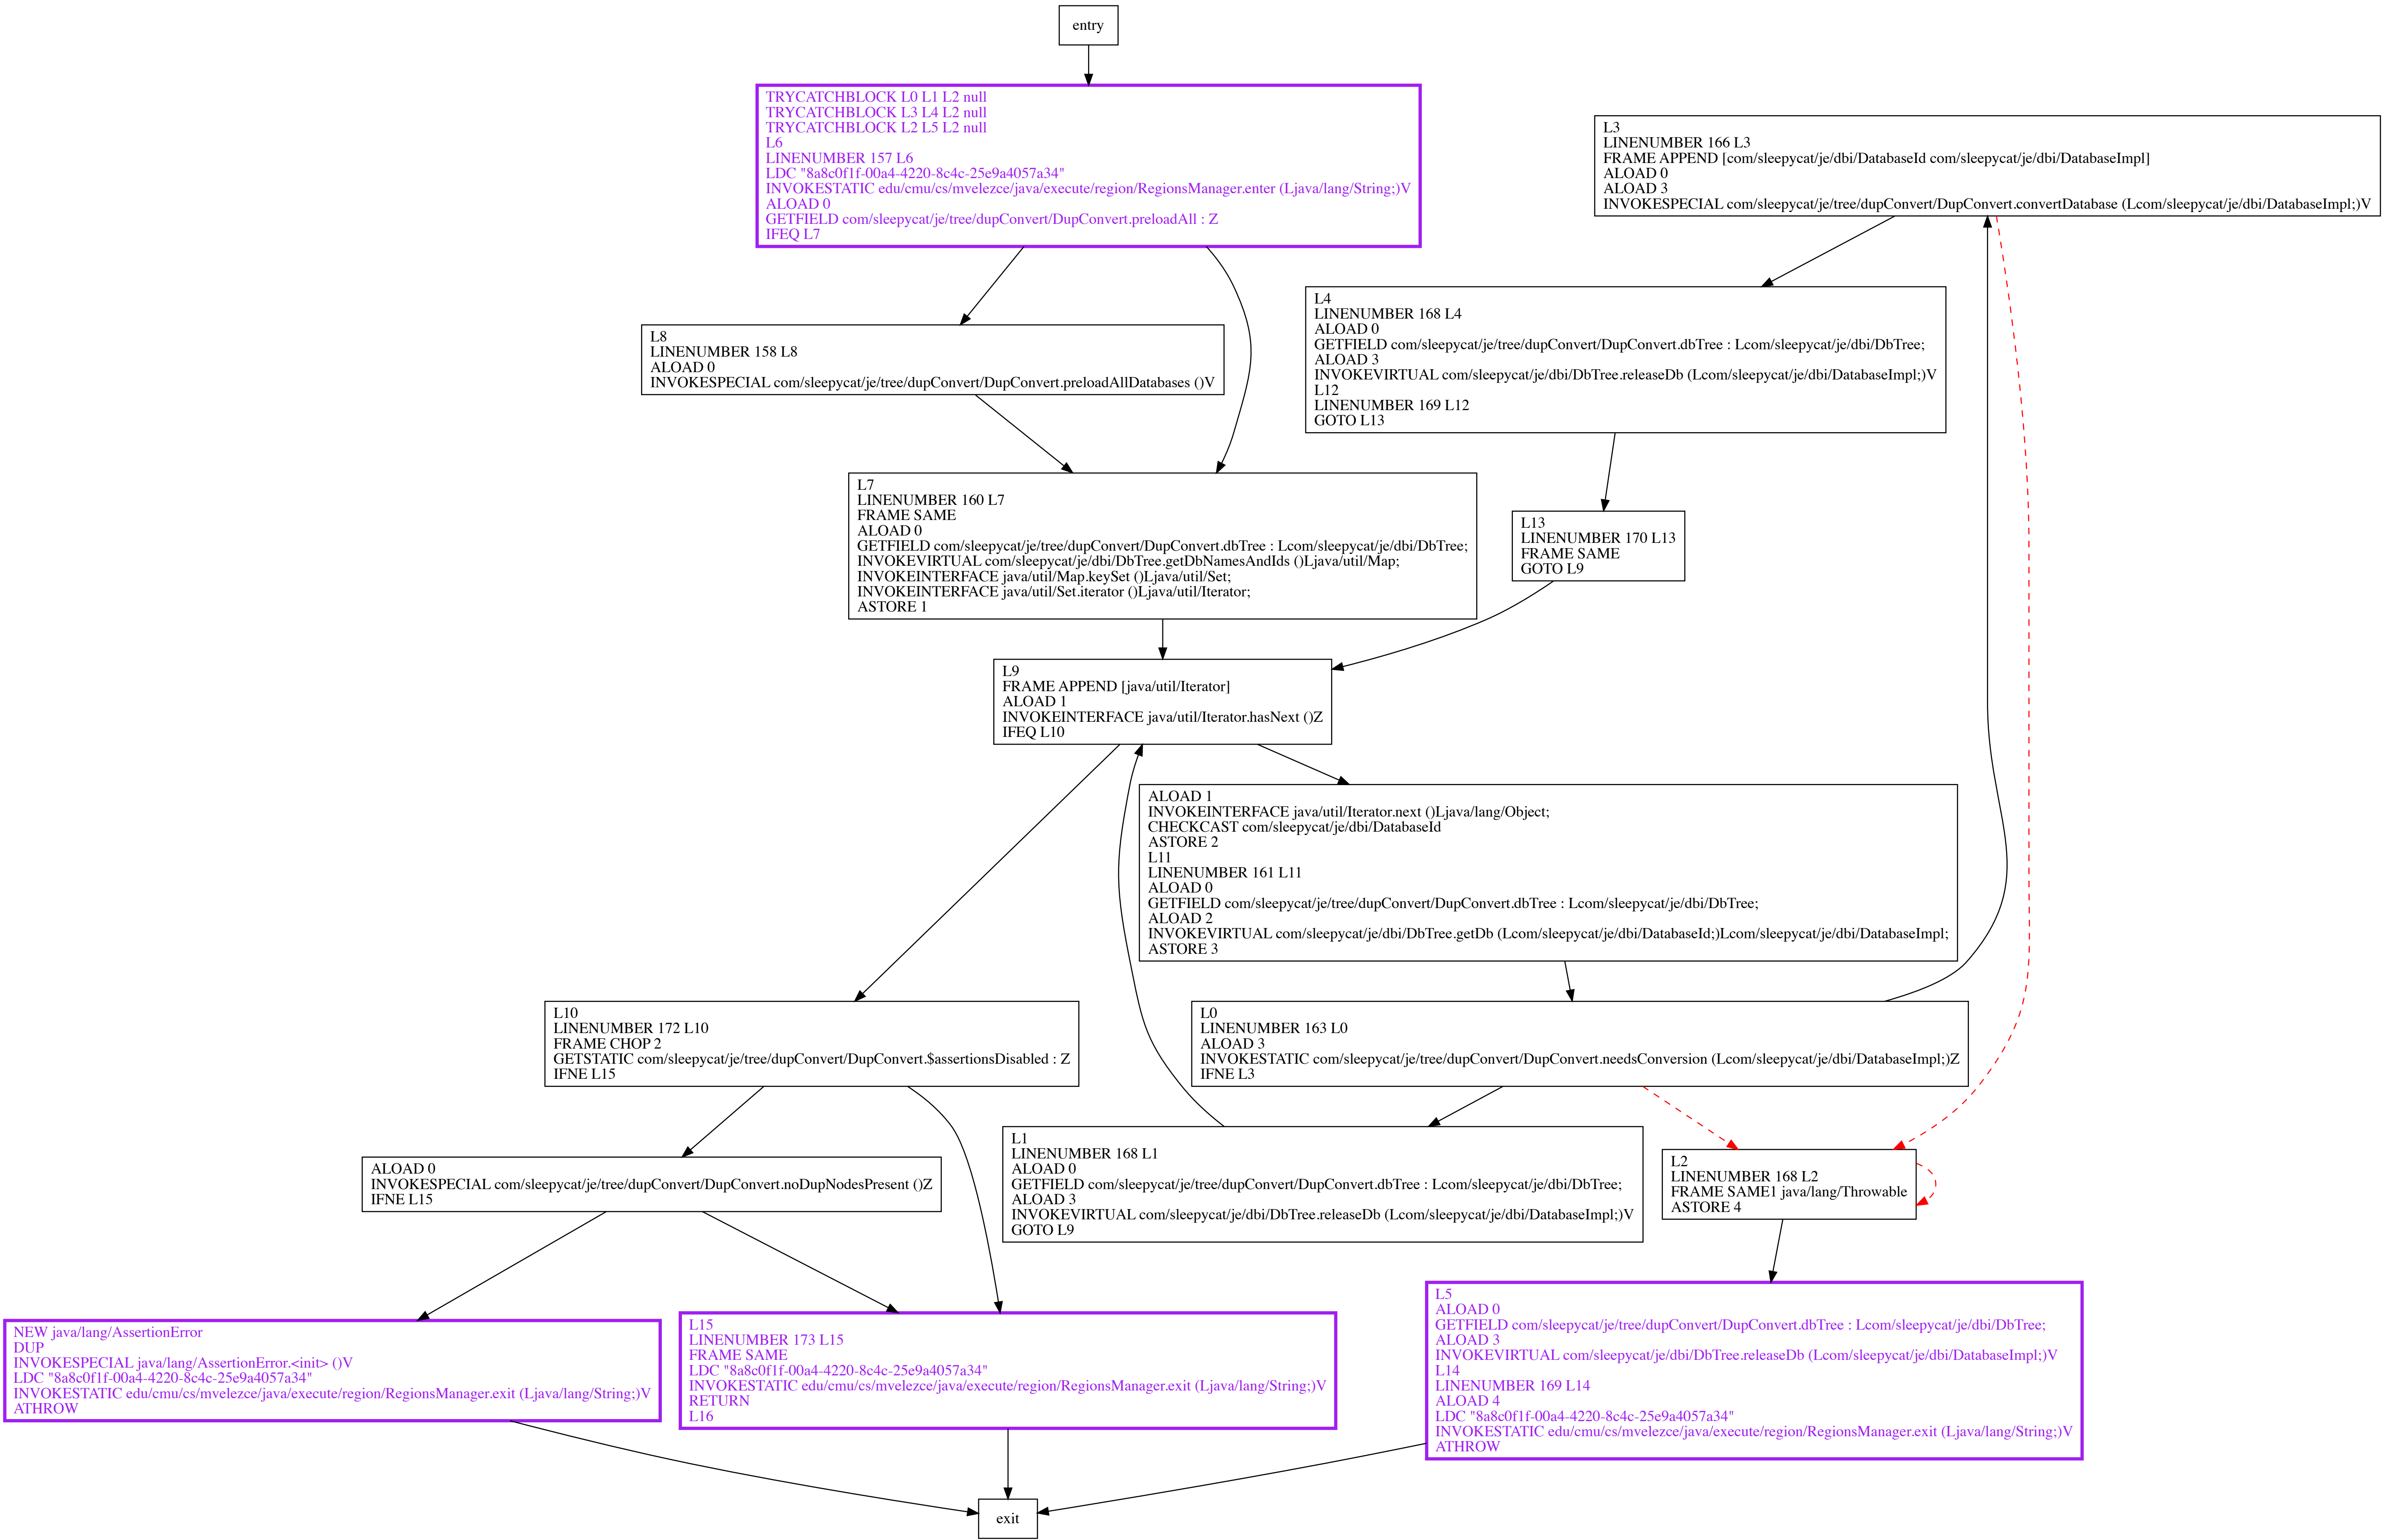 entry
TRYCATCHBLOCK L0 L1 L2 null
TRYCATCHBLOCK L3 L4 L2 null
TRYCATCHBLOCK L2 L5 L2 null
L6
LINENUMBER 157 L6
LDC "8a8c0f1f-00a4-4220-8c4c-25e9a4057a34"
INVOKESTATIC edu/cmu/cs/mvelezce/java/execute/region/RegionsManager.enter (Ljava/lang/String;)V
ALOAD 0
GETFIELD com/sleepycat/je/tree/dupConvert/DupConvert.preloadAll : Z
IFEQ L7
L3
LINENUMBER 166 L3
FRAME APPEND [com/sleepycat/je/dbi/DatabaseId com/sleepycat/je/dbi/DatabaseImpl]
ALOAD 0
ALOAD 3
INVOKESPECIAL com/sleepycat/je/tree/dupConvert/DupConvert.convertDatabase (Lcom/sleepycat/je/dbi/DatabaseImpl;)V
L8
LINENUMBER 158 L8
ALOAD 0
INVOKESPECIAL com/sleepycat/je/tree/dupConvert/DupConvert.preloadAllDatabases ()V
L4
LINENUMBER 168 L4
ALOAD 0
GETFIELD com/sleepycat/je/tree/dupConvert/DupConvert.dbTree : Lcom/sleepycat/je/dbi/DbTree;
ALOAD 3
INVOKEVIRTUAL com/sleepycat/je/dbi/DbTree.releaseDb (Lcom/sleepycat/je/dbi/DatabaseImpl;)V
L12
LINENUMBER 169 L12
GOTO L13
L7
LINENUMBER 160 L7
FRAME SAME
ALOAD 0
GETFIELD com/sleepycat/je/tree/dupConvert/DupConvert.dbTree : Lcom/sleepycat/je/dbi/DbTree;
INVOKEVIRTUAL com/sleepycat/je/dbi/DbTree.getDbNamesAndIds ()Ljava/util/Map;
INVOKEINTERFACE java/util/Map.keySet ()Ljava/util/Set;
INVOKEINTERFACE java/util/Set.iterator ()Ljava/util/Iterator;
ASTORE 1
L13
LINENUMBER 170 L13
FRAME SAME
GOTO L9
L9
FRAME APPEND [java/util/Iterator]
ALOAD 1
INVOKEINTERFACE java/util/Iterator.hasNext ()Z
IFEQ L10
ALOAD 1
INVOKEINTERFACE java/util/Iterator.next ()Ljava/lang/Object;
CHECKCAST com/sleepycat/je/dbi/DatabaseId
ASTORE 2
L11
LINENUMBER 161 L11
ALOAD 0
GETFIELD com/sleepycat/je/tree/dupConvert/DupConvert.dbTree : Lcom/sleepycat/je/dbi/DbTree;
ALOAD 2
INVOKEVIRTUAL com/sleepycat/je/dbi/DbTree.getDb (Lcom/sleepycat/je/dbi/DatabaseId;)Lcom/sleepycat/je/dbi/DatabaseImpl;
ASTORE 3
L10
LINENUMBER 172 L10
FRAME CHOP 2
GETSTATIC com/sleepycat/je/tree/dupConvert/DupConvert.$assertionsDisabled : Z
IFNE L15
L0
LINENUMBER 163 L0
ALOAD 3
INVOKESTATIC com/sleepycat/je/tree/dupConvert/DupConvert.needsConversion (Lcom/sleepycat/je/dbi/DatabaseImpl;)Z
IFNE L3
ALOAD 0
INVOKESPECIAL com/sleepycat/je/tree/dupConvert/DupConvert.noDupNodesPresent ()Z
IFNE L15
L1
LINENUMBER 168 L1
ALOAD 0
GETFIELD com/sleepycat/je/tree/dupConvert/DupConvert.dbTree : Lcom/sleepycat/je/dbi/DbTree;
ALOAD 3
INVOKEVIRTUAL com/sleepycat/je/dbi/DbTree.releaseDb (Lcom/sleepycat/je/dbi/DatabaseImpl;)V
GOTO L9
L2
LINENUMBER 168 L2
FRAME SAME1 java/lang/Throwable
ASTORE 4
NEW java/lang/AssertionError
DUP
INVOKESPECIAL java/lang/AssertionError.<init> ()V
LDC "8a8c0f1f-00a4-4220-8c4c-25e9a4057a34"
INVOKESTATIC edu/cmu/cs/mvelezce/java/execute/region/RegionsManager.exit (Ljava/lang/String;)V
ATHROW
L15
LINENUMBER 173 L15
FRAME SAME
LDC "8a8c0f1f-00a4-4220-8c4c-25e9a4057a34"
INVOKESTATIC edu/cmu/cs/mvelezce/java/execute/region/RegionsManager.exit (Ljava/lang/String;)V
RETURN
L16
L5
ALOAD 0
GETFIELD com/sleepycat/je/tree/dupConvert/DupConvert.dbTree : Lcom/sleepycat/je/dbi/DbTree;
ALOAD 3
INVOKEVIRTUAL com/sleepycat/je/dbi/DbTree.releaseDb (Lcom/sleepycat/je/dbi/DatabaseImpl;)V
L14
LINENUMBER 169 L14
ALOAD 4
LDC "8a8c0f1f-00a4-4220-8c4c-25e9a4057a34"
INVOKESTATIC edu/cmu/cs/mvelezce/java/execute/region/RegionsManager.exit (Ljava/lang/String;)V
ATHROW
exit